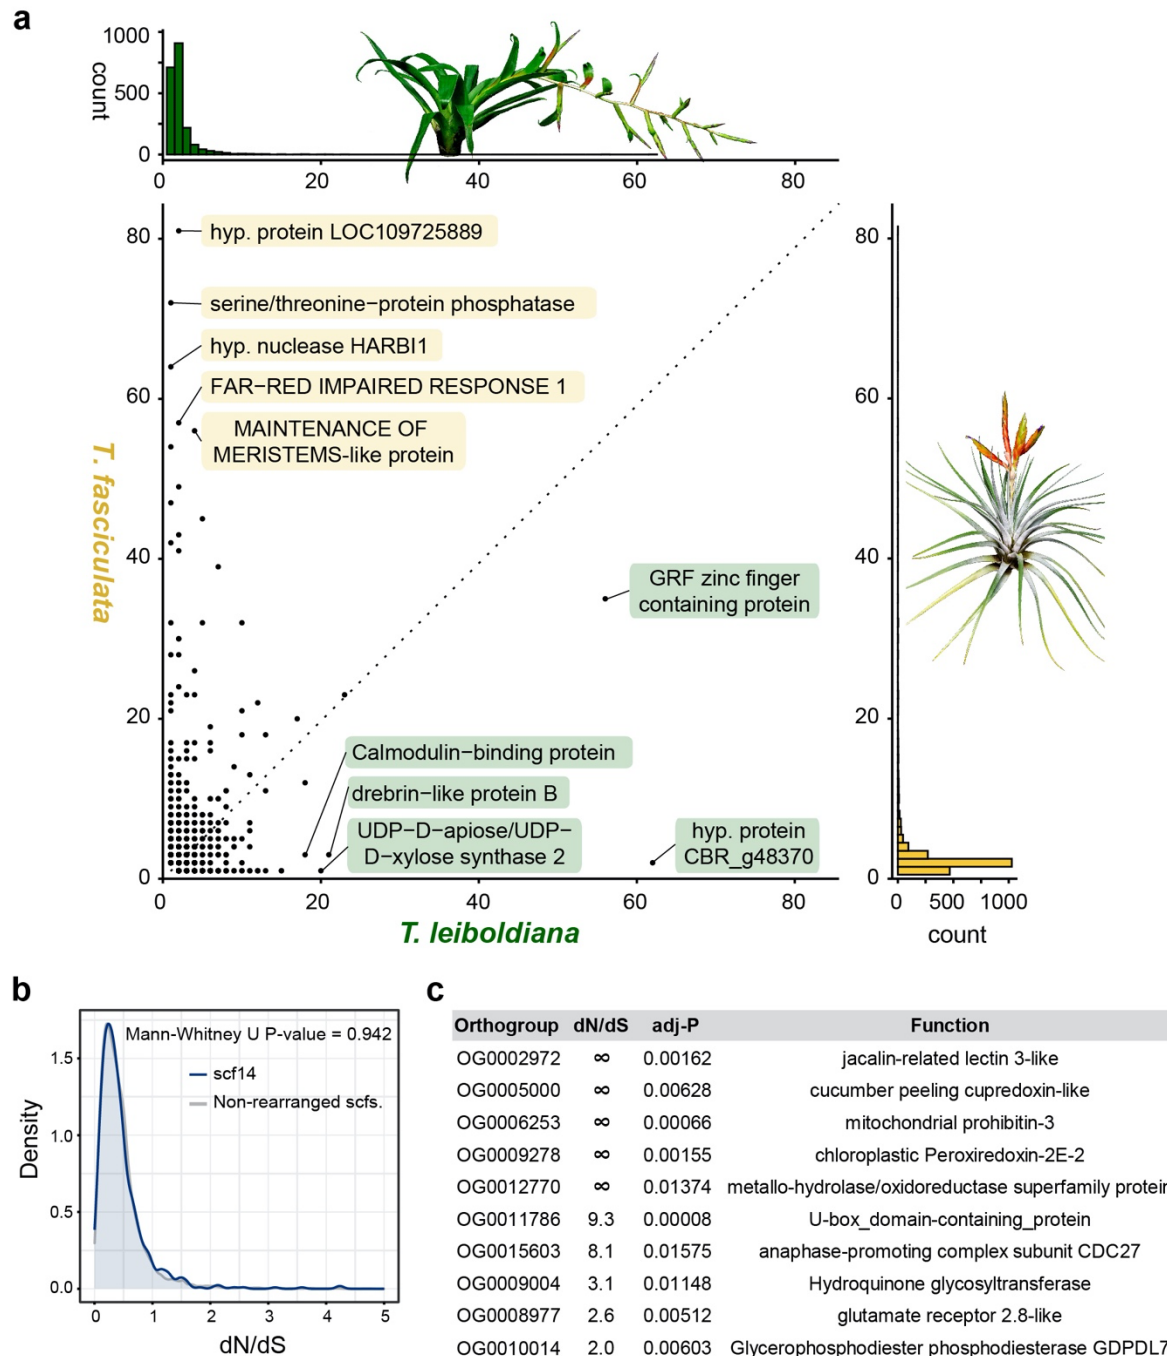 a
1000
500
0
count
0 20 40 60 80
80
60
40
20
0
T. fasciculata
hyp. protein LOC109725889
serine/threonine−protein phosphatase
hyp. nuclease HARBI1
FAR−RED IMPAIRED RESPONSE 1
MAINTENANCE OF
MERISTEMS-like protein
GRF zinc finger
containing protein
Calmodulin−binding protein
drebrin−like protein B
UDP−D−apiose/UDP−
D−xylose synthase 2
hyp. protein
CBR_g48370
0 20 40 60 80
T. leiboldiana
80
60
40
20
0
0 500 1000
count
b
Mann-Whitney U P-value = 0.942
scf14
Non-rearranged scfs.
Density
1.5
1.0
0.5
0.0
0 1 2 3 4 5
dN/dS
c
Orthogroup dN/dS adj-P Function
OG0002972 ∞ 0.00162 jacalin-related lectin 3-like
OG0005000 ∞ 0.00628 cucumber peeling cupredoxin-like
OG0006253 ∞ 0.00066 mitochondrial prohibitin-3
OG0009278 ∞ 0.00155 chloroplastic Peroxiredoxin-2E-2
OG0012770 ∞ 0.01374 metallo-hydrolase/oxidoreductase superfamily protein
OG0011786 9.3 0.00008 U-box_domain-containing_protein
OG0015603 8.1 0.01575 anaphase-promoting complex subunit CDC27
OG0009004 3.1 0.01148 Hydroquinone glycosyltransferase
OG0008977 2.6 0.00512 glutamate receptor 2.8-like
OG0010014 2.0 0.00603 Glycerophosphodiester phosphodiesterase GDPDL7